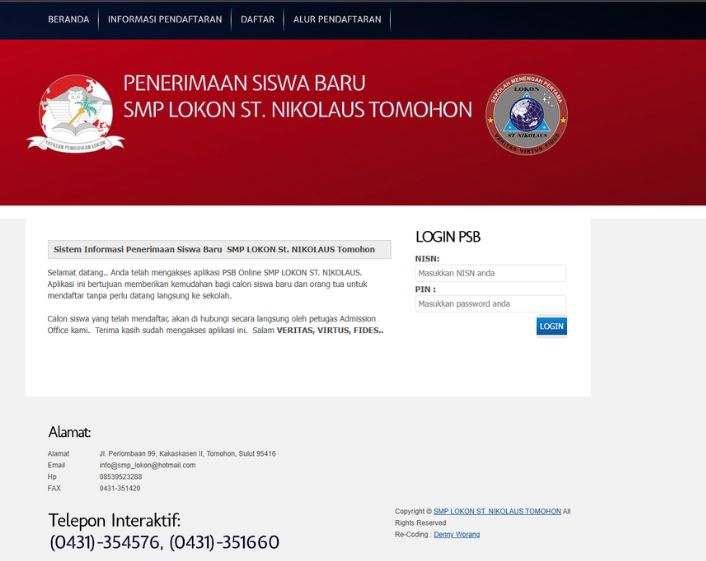 BERANDA INFORMASI PENDAFTARAN DAFTAR ALUR PENDAFTARAN
PENERIMAAN SISWA BARU
SMP LOKON ST. NIKOLAUS TOMOHON
YAYASAN PENDIDIKAN LOKON
SEKOLAH MENENGAH PERTAMA
LOKON
ST NIKOLAUS
VERITAS VIRTUS FIDES
Sistem Informasi Penerimaan Siswa Baru SMP LOKON St. NIKOLAUS Tomohon
Selamat datang.. Anda telah mengakses aplikasi PSB Online SMP LOKON ST. NIKOLAUS.
Aplikasi ini bertujuan memberikan kemudahan bagi calon siswa baru dan orang tua untuk
mendaftar tanpa perlu datang langsung ke sekolah.
Calon siswa yang telah mendaftar, akan di hubungi secara langsung oleh petugas Admission
Office kami. Terima kasih sudah mengakses aplikasi ini. Salam VERITAS, VIRTUS, FIDES..
LOGIN PSB
NISN:
Masukkan NISN anda
PIN :
Masukkan password anda
LOGIN
Alamat:
Alamat Jl. Perlombaan 99, Kakaskasen II, Tomohon, Sulut 95416
Email info@smp_lokon@hotmail.com
Hp 08539523288
FAX 0431-351420
Telepon Interaktif:
(0431)-354576, (0431)-351660
Copyright © SMP LOKON ST. NIKOLAUS TOMOHON All
Rights Reserved
Re-Coding : Denny Worang